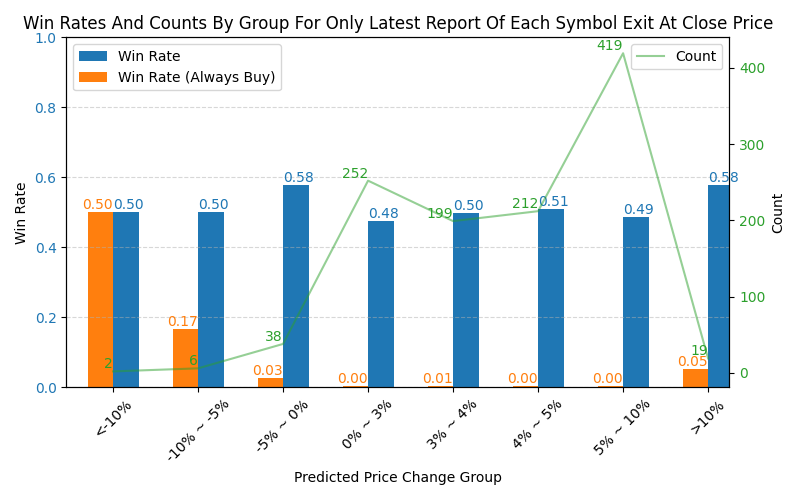 Win Rates And Counts By Group For Only Latest Report Of Each Symbol Exit At Close Price
Win Rate
Win Rate (Always Buy)
Count
1.0
0.8
0.6
0.4
0.2
0.0
Win Rate
400
300
200
100
0
Count
0.50
0.50
0.17
0.50
0.03
0.58
0.00
0.48
0.01
0.50
0.00
0.51
0.00
0.49
0.05
0.58
2
6
38
252
199
212
419
19
<-10%
-10% ~ -5%
-5% ~ 0%
0% ~ 3%
3% ~ 4%
4% ~ 5%
5% ~ 10%
>10%
Predicted Price Change Group